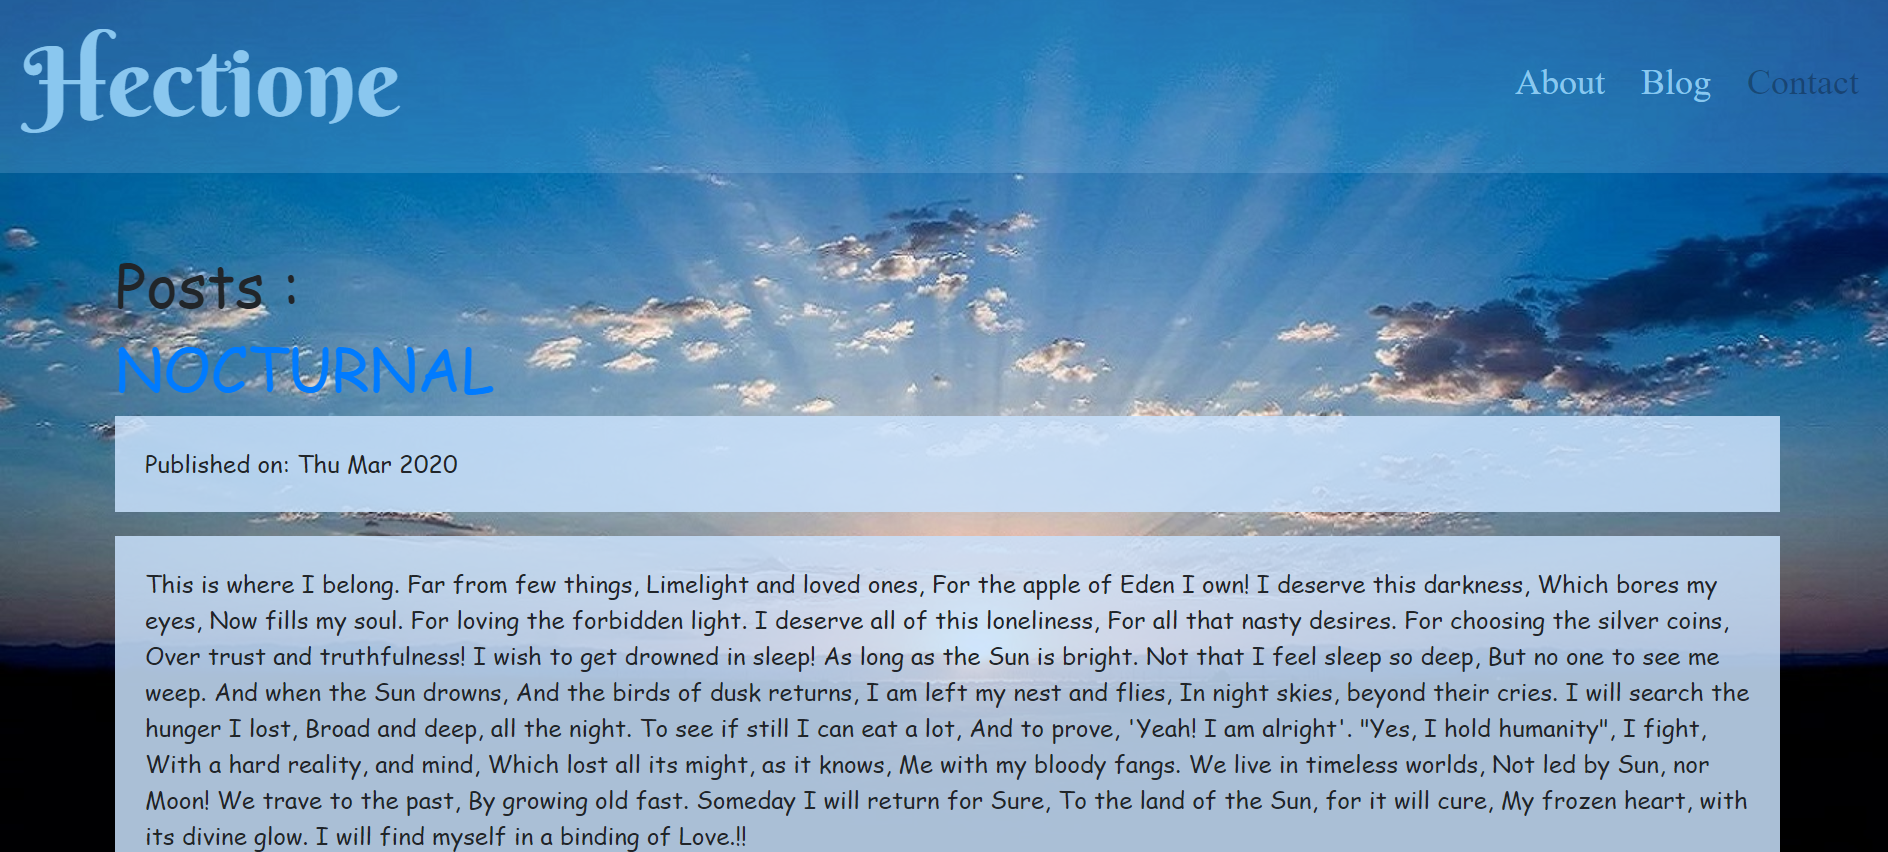 Hectione
About Blog Contact
Posts :
NOCTURNAL
Published on: Thu Mar 2020
This is where I belong. Far from few things, Limelight and loved ones, For the apple of Eden I own! I deserve this darkness, Which bores my
eyes, Now fills my soul. For loving the forbidden light. I deserve all of this loneliness, For all that nasty desires. For choosing the silver coins,
Over trust and truthfulness! I wish to get drowned in sleep! As long as the Sun is bright. Not that I feel sleep so deep, But no one to see me
weep. And when the Sun drowns, And the birds of dusk returns, I am left my nest and flies, In night skies, beyond their cries. I will search the
hunger I lost, Broad and deep, all the night. To see if still I can eat a lot, And to prove, 'Yeah! I am alright'. "Yes, I hold humanity", I fight,
With a hard reality, and mind, Which lost all its might, as it knows, Me with my bloody fangs. We live in timeless worlds, Not led by Sun, nor
Moon! We trave to the past, By growing old fast. Someday I will return for Sure, To the land of the Sun, for it will cure, My frozen heart, with
its divine glow. I will find myself in a binding of Love.!!